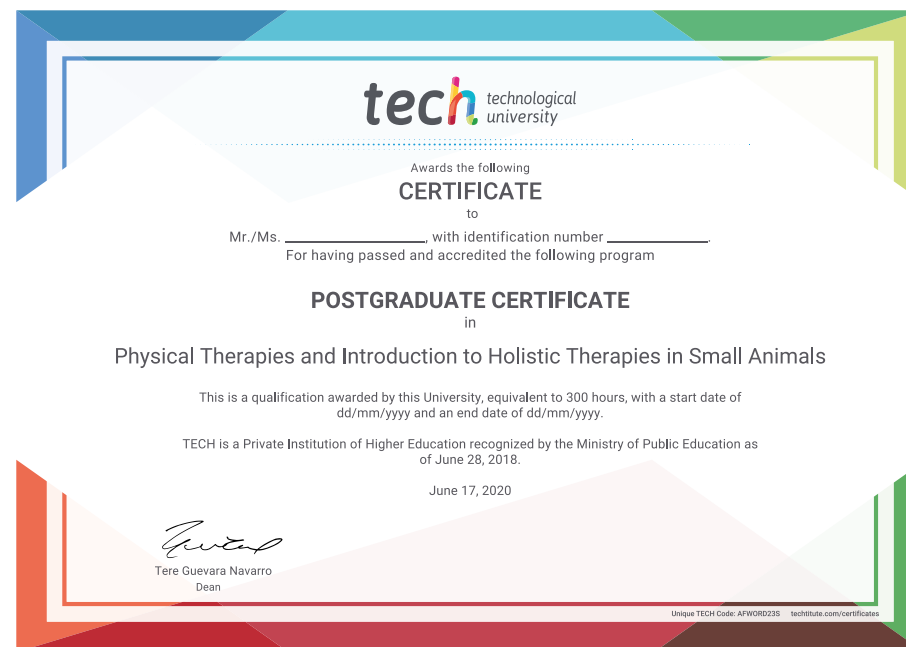 tech technological
university
Awards the following
CERTIFICATE
to
Mr./Ms. ____________, with identification number ____________.
For having passed and accredited the following program
POSTGRADUATE CERTIFICATE
in
Physical Therapies and Introduction to Holistic Therapies in Small Animals
This is a qualification awarded by this University, equivalent to 300 hours, with a start date of
dd/mm/yyyy and an end date of dd/mm/yyyy.
TECH is a Private Institution of Higher Education recognized by the Ministry of Public Education as
of June 28, 2018.
June 17, 2020
Tere Guevara Navarro
Dean
Unique TECH Code: AFWORD23S techtitute.com/certificates